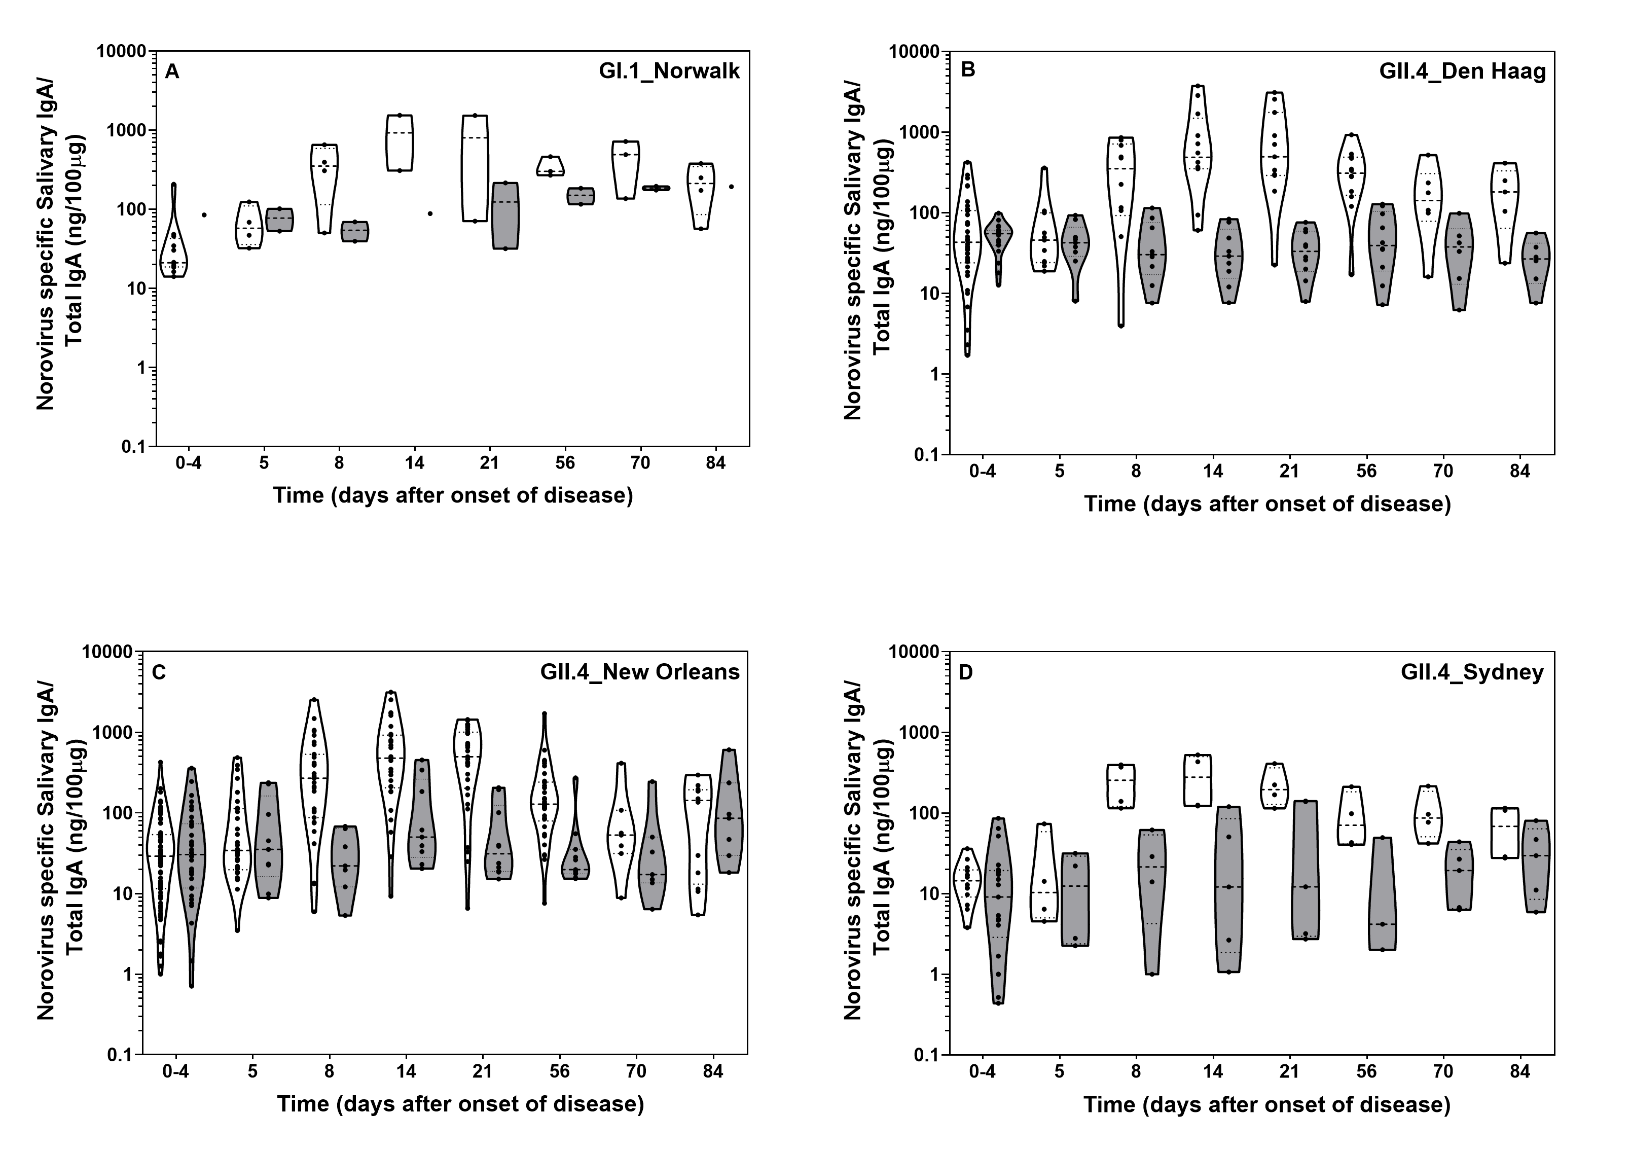 A
GI.1_Norwalk
Norovirus specific Salivary IgA/
Total IgA (ng/100µg)
10000
1000
100
10
1
0.1
0-4 5 8 14 21 56 70 84
Time (days after onset of disease)
B
GII.4_Den Haag
Norovirus specific Salivary IgA/
Total IgA (ng/100µg)
10000
1000
100
10
1
0.1
0-4 5 8 14 21 56 70 84
Time (days after onset of disease)
C
GII.4_New Orleans
Norovirus specific Salivary IgA/
Total IgA (ng/100µg)
10000
1000
100
10
1
0.1
0-4 5 8 14 21 56 70 84
Time (days after onset of disease)
D
GII.4_Sydney
Norovirus specific Salivary IgA/
Total IgA (ng/100µg)
10000
1000
100
10
1
0.1
0-4 5 8 14 21 56 70 84
Time (days after onset of disease)